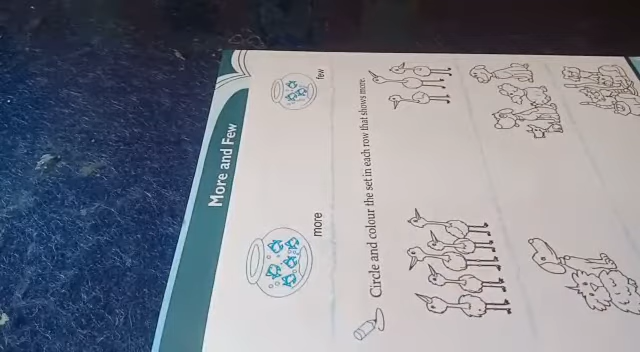 More and Few
more
few
Circle and colour the set in each row that shows more.